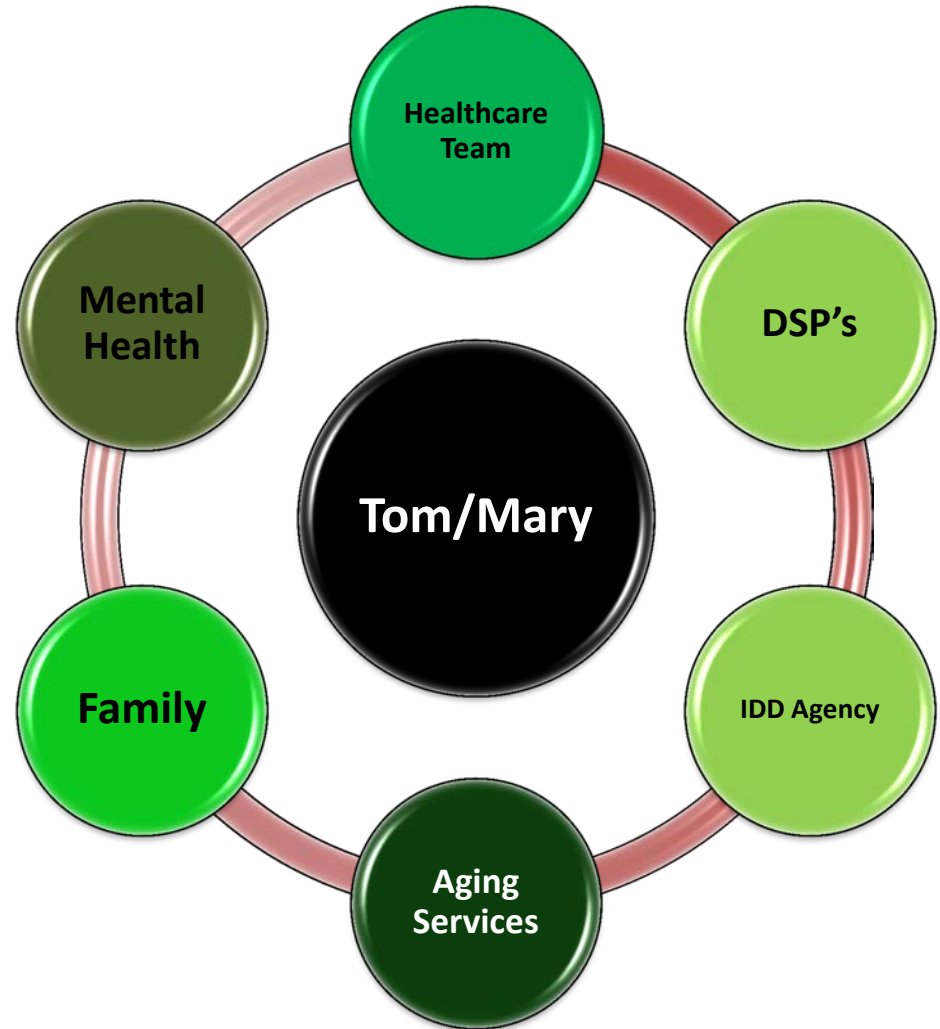 Healthcare
Team
Mental
Health
DSP’s
Tom/Mary
Family
IDD Agency
Aging
Services